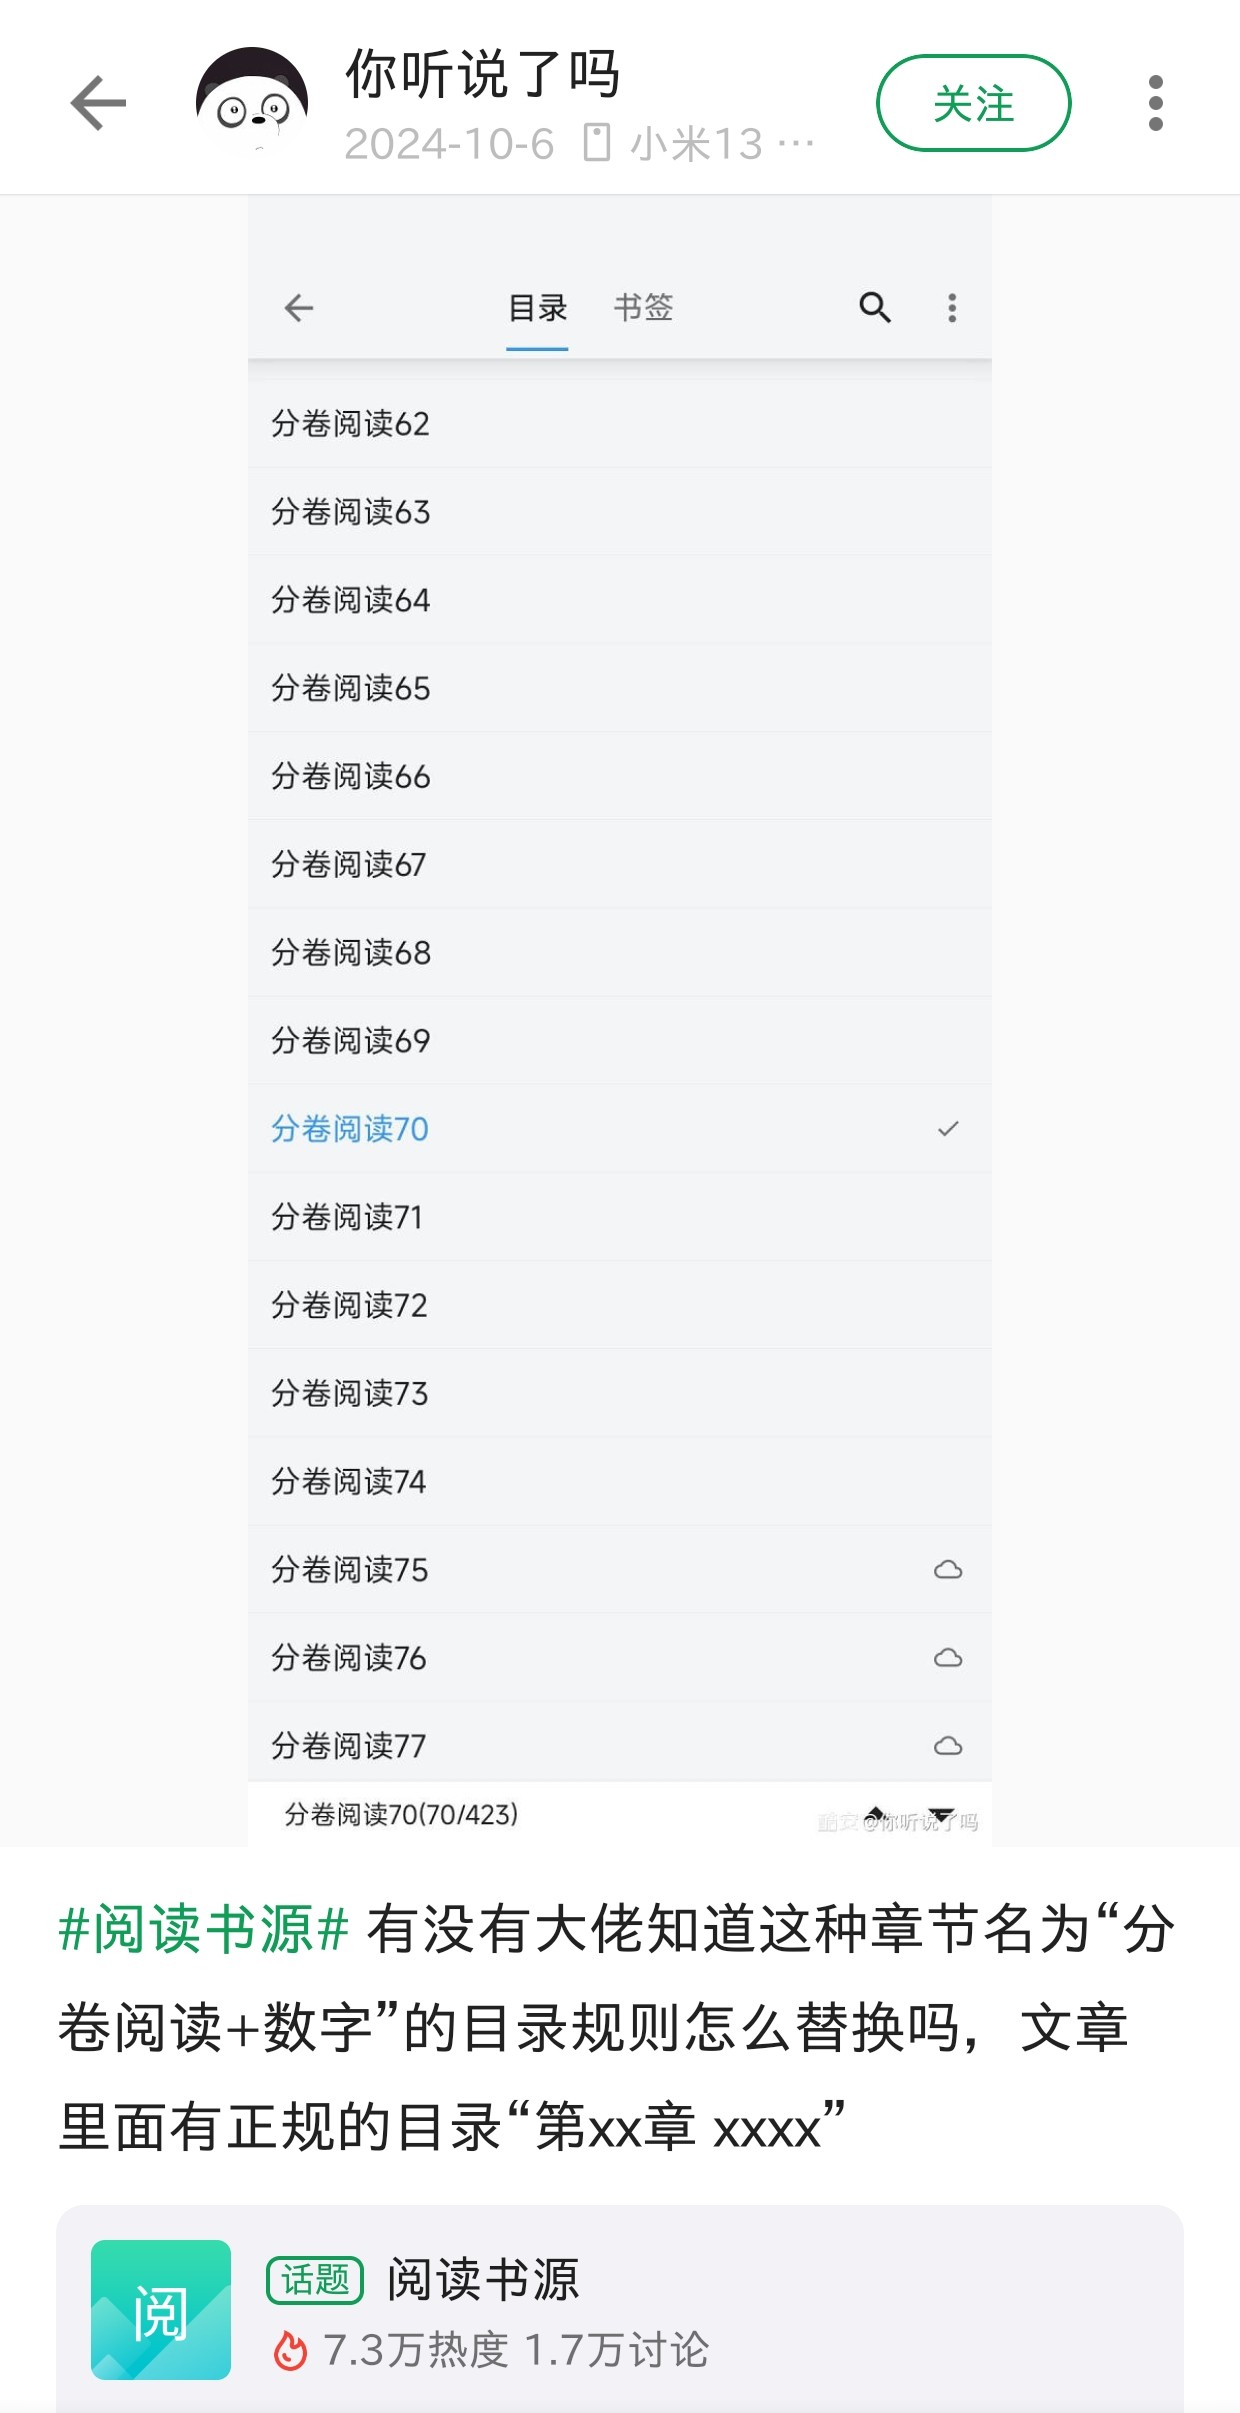 你听说了吗
2024-10-6 小米13 ···
关注
目录 书签
分卷阅读62
分卷阅读63
分卷阅读64
分卷阅读65
分卷阅读66
分卷阅读67
分卷阅读68
分卷阅读69
分卷阅读70
分卷阅读71
分卷阅读72
分卷阅读73
分卷阅读74
分卷阅读75
分卷阅读76
分卷阅读77
分卷阅读70(70/423)
酷安@你听说了吗
#阅读书源# 有没有大佬知道这种章节名为“分
卷阅读+数字”的目录规则怎么替换吗，文章
里面有正规的目录“第xx章 xxxx”
阅
话题 阅读书源
7.3万热度 1.7万讨论